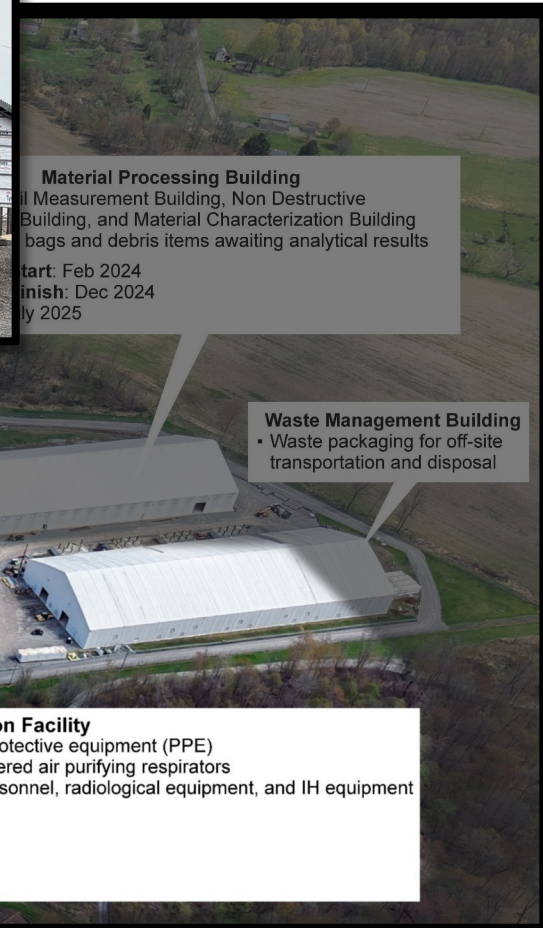 Material Processing Building
il Measurement Building, Non Destructive
Building, and Material Characterization Building
bags and debris items awaiting analytical results
tart: Feb 2024
inish: Dec 2024
ly 2025
Waste Management Building
▪ Waste packaging for off-site
transportation and disposal
on Facility
otective equipment (PPE)
ered air purifying respirators
sonnel, radiological equipment, and IH equipment